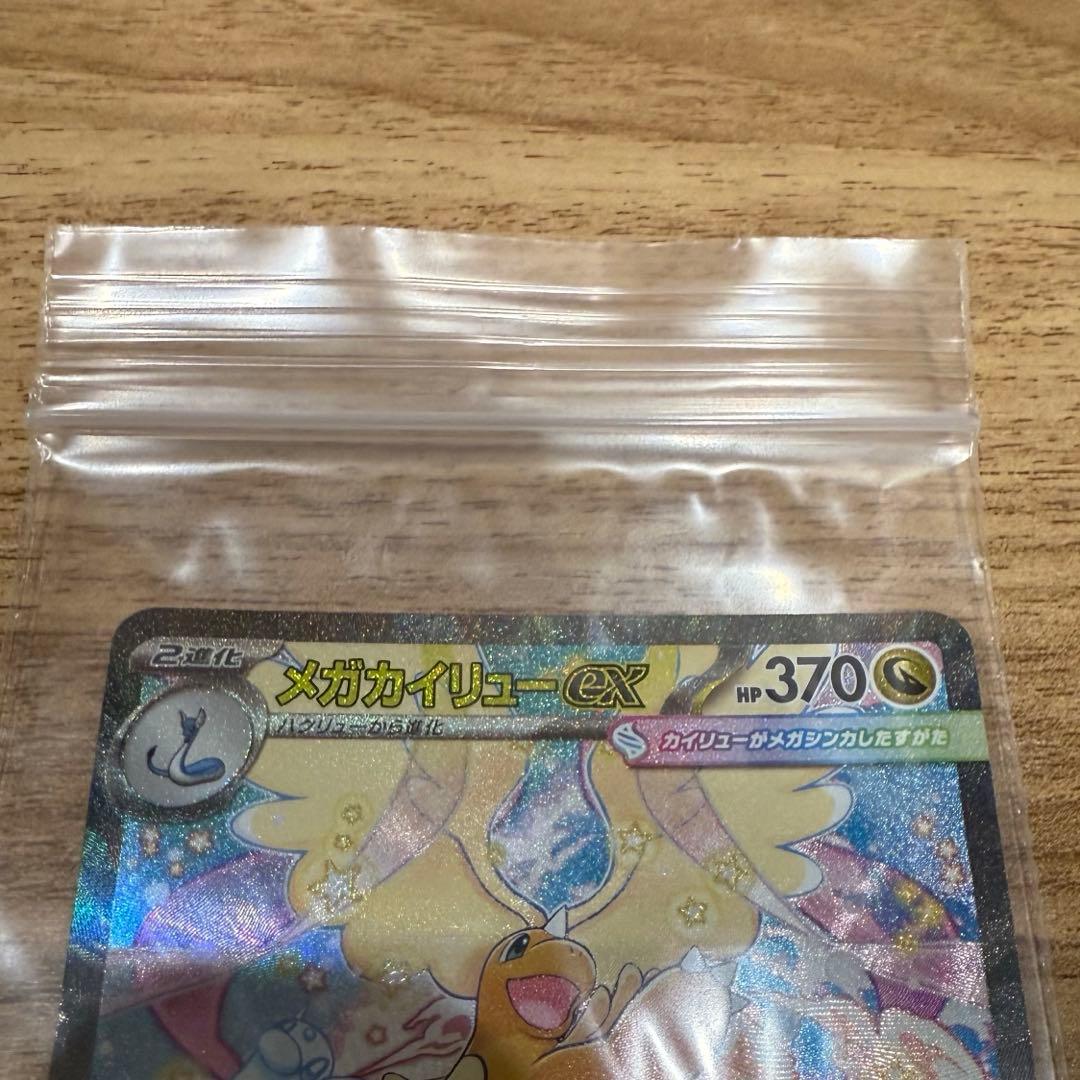 2進化
メガカイリューex
HP370
ハクリューから進化
カイリューがメガシンカしたすがた